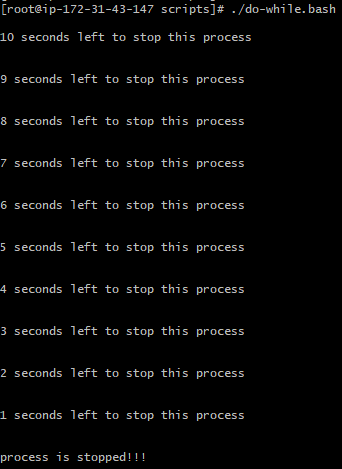 [root@ip-172-31-43-147 scripts]# ./do-while.bash
10 seconds left to stop this process
9 seconds left to stop this process
8 seconds left to stop this process
7 seconds left to stop this process
6 seconds left to stop this process
5 seconds left to stop this process
4 seconds left to stop this process
3 seconds left to stop this process
2 seconds left to stop this process
1 seconds left to stop this process
process is stopped!!!